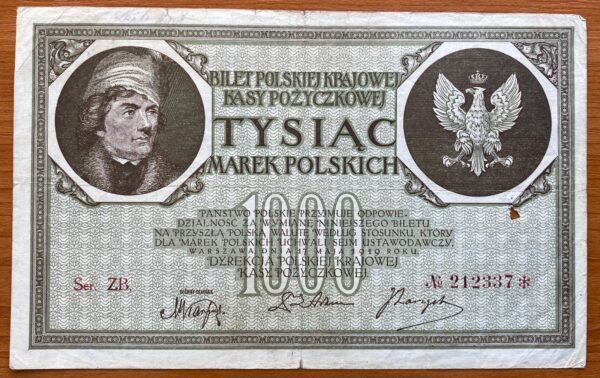 BILET POLSKIEJ KRAJOWEJ
KASY POŻYCZKOWEJ
TYSIĄC
MAREK POLSKICH
1000
PAŃSTWO POLSKIE PRZYJMUJE ODPOWIE-
DZIALNOŚĆ ZA WYMIANĘ NINIEJSZEGO BILETU
NA PRZYSZŁĄ POLSKĄ WALUTĘ WEDŁUG STOSUNKU, KTÓRY
DLA MAREK POLSKICH UCHWALI SEJM USTAWODAWCZY.
WARSZAWA DNIA 17 MAJA 1919 ROKU.
DYREKCJA POLSKIEJ KRAJOWEJ
KASY POŻYCZKOWEJ
Ser. ZB.
№ 212337 *